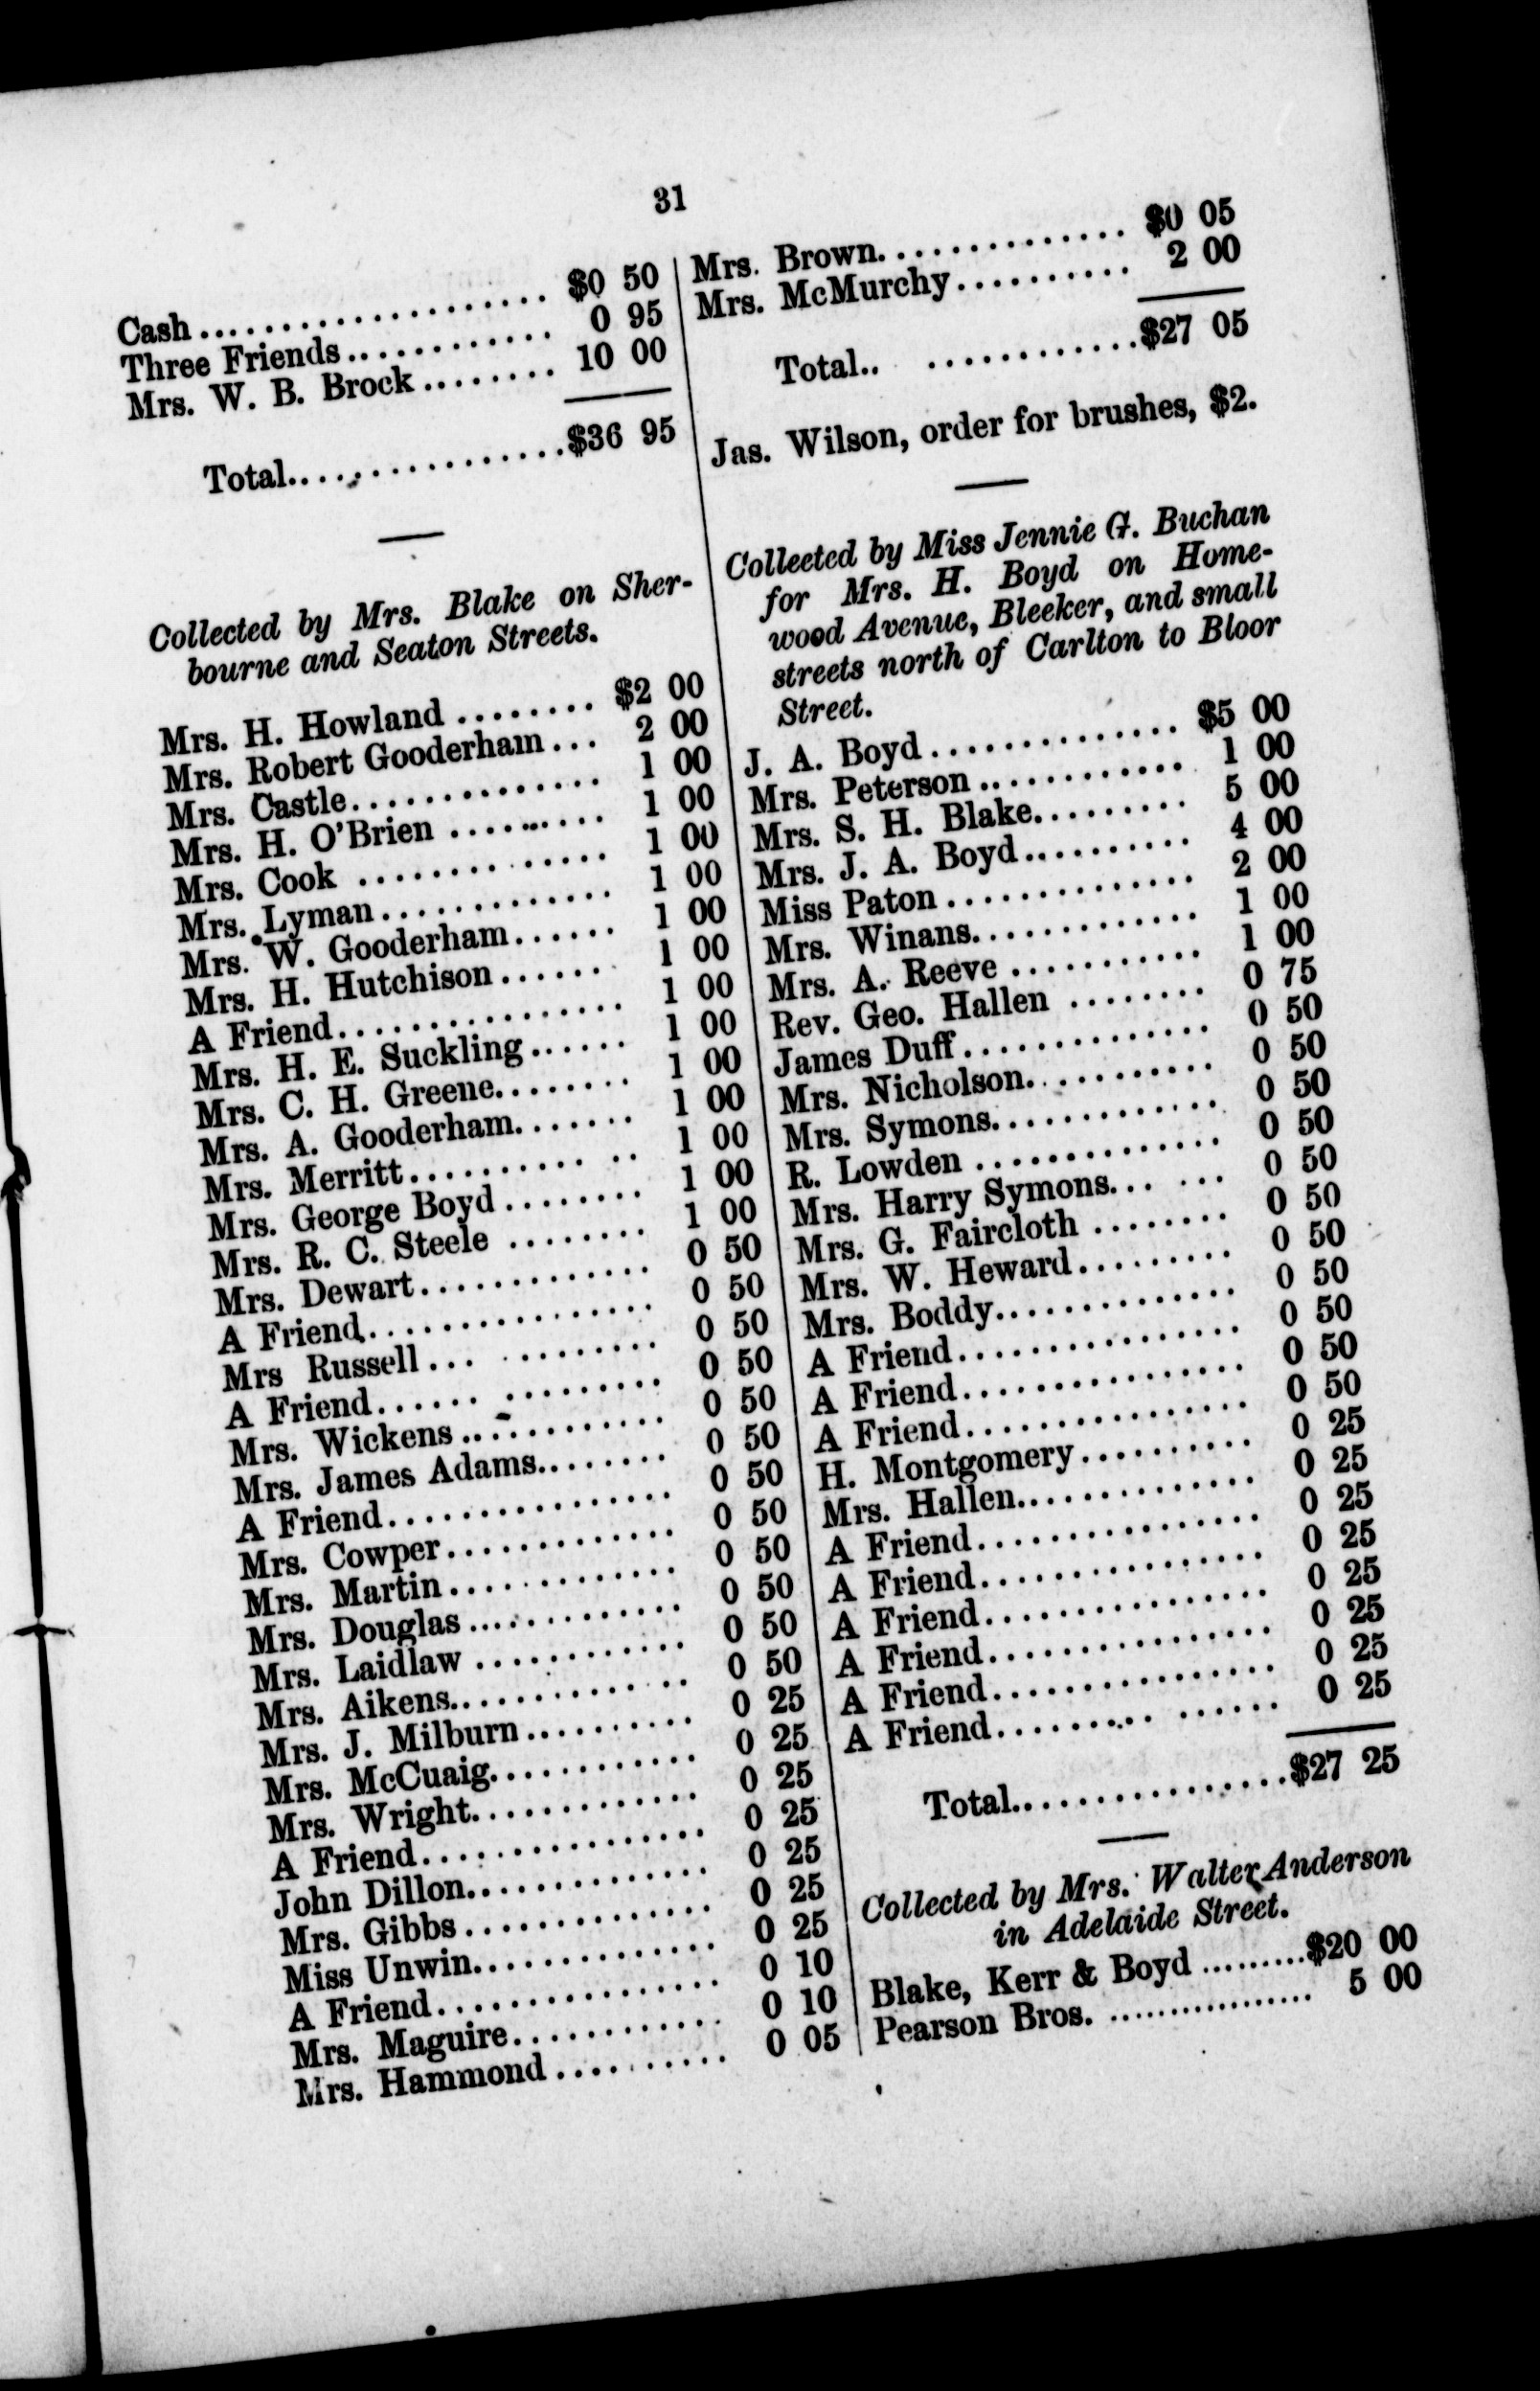 31
Cash.................... $0 50
Three Friends............ 0 95
Mrs. W. B. Brock........ 10 00
Total................$36 95
Collected by Mrs. Blake on Sher-
bourne and Seaton Streets.
Mrs. H. Howland ........ $2 00
Mrs. Robert Gooderham... 2 00
Mrs. Castle.............. 1 00
Mrs. H. O'Brien ......... 1 00
Mrs. Cook .............. 1 00
Mrs. Lyman............. 1 00
Mrs. W. Gooderham...... 1 00
Mrs. H. Hutchison...... 1 00
A Friend................ 1 00
Mrs. H. E. Suckling...... 1 00
Mrs. C. H. Greene........ 1 00
Mrs. A. Gooderham....... 1 00
Mrs. Merritt.......... .. 1 00
Mrs. George Boyd........ 1 00
Mrs. R. C. Steele ........ 1 00
Mrs. Dewart............. 0 50
A Friend................ 0 50
Mrs Russell... ......... 0 50
A Friend...... ......... 0 50
Mrs. Wickens............ 0 50
Mrs. James Adams........ 0 50
A Friend................ 0 50
Mrs. Cowper............. 0 50
Mrs. Martin............. 0 50
Mrs. Douglas............ 0 50
Mrs. Laidlaw ............ 0 50
Mrs. Aikens............. 0 50
Mrs. J. Milburn.......... 0 25
Mrs. McCuaig............ 0 25
Mrs. Wright............. 0 25
A Friend................ 0 25
John Dillon.............. 0 25
Mrs. Gibbs.............. 0 25
Miss Unwin.............. 0 25
A Friend................ 0 10
Mrs. Maguire............ 0 10
Mrs. Hammond.......... 0 05
Mrs. Brown.............. $0 05
Mrs. McMurchy.......... 2 00
Total.. ............$27 05
Jas. Wilson, order for brushes, $2.
Collected by Miss Jennie G. Buchan
for Mrs. H. Boyd on Home-
wood Avenue, Bleeker, and small
streets north of Carlton to Bloor
Street.
J. A. Boyd.............. $5 00
Mrs. Peterson............ 1 00
Mrs. S. H. Blake......... 5 00
Mrs. J. A. Boyd.......... 4 00
Miss Paton.............. 2 00
Mrs. Winans............. 1 00
Mrs. A. Reeve........... 1 00
Rev. Geo. Hallen ........ 0 75
James Duff.............. 0 50
Mrs. Nicholson........... 0 50
Mrs. Symons............. 0 50
R. Lowden.............. 0 50
Mrs. Harry Symons... ... 0 50
Mrs. G. Faircloth ........ 0 50
Mrs. W. Heward......... 0 50
Mrs. Boddy.............. 0 50
A Friend................ 0 50
A Friend................ 0 50
A Friend................ 0 50
H. Montgomery.......... 0 25
Mrs. Hallen.............. 0 25
A Friend................ 0 25
A Friend................ 0 25
A Friend................ 0 25
A Friend................ 0 25
A Friend................ 0 25
A Friend......... ...... 0 25
Total................$27 25
Collected by Mrs. Walter Anderson
in Adelaide Street.
Blake, Kerr & Boyd .........$20 00
Pearson Bros. ................. 5 00